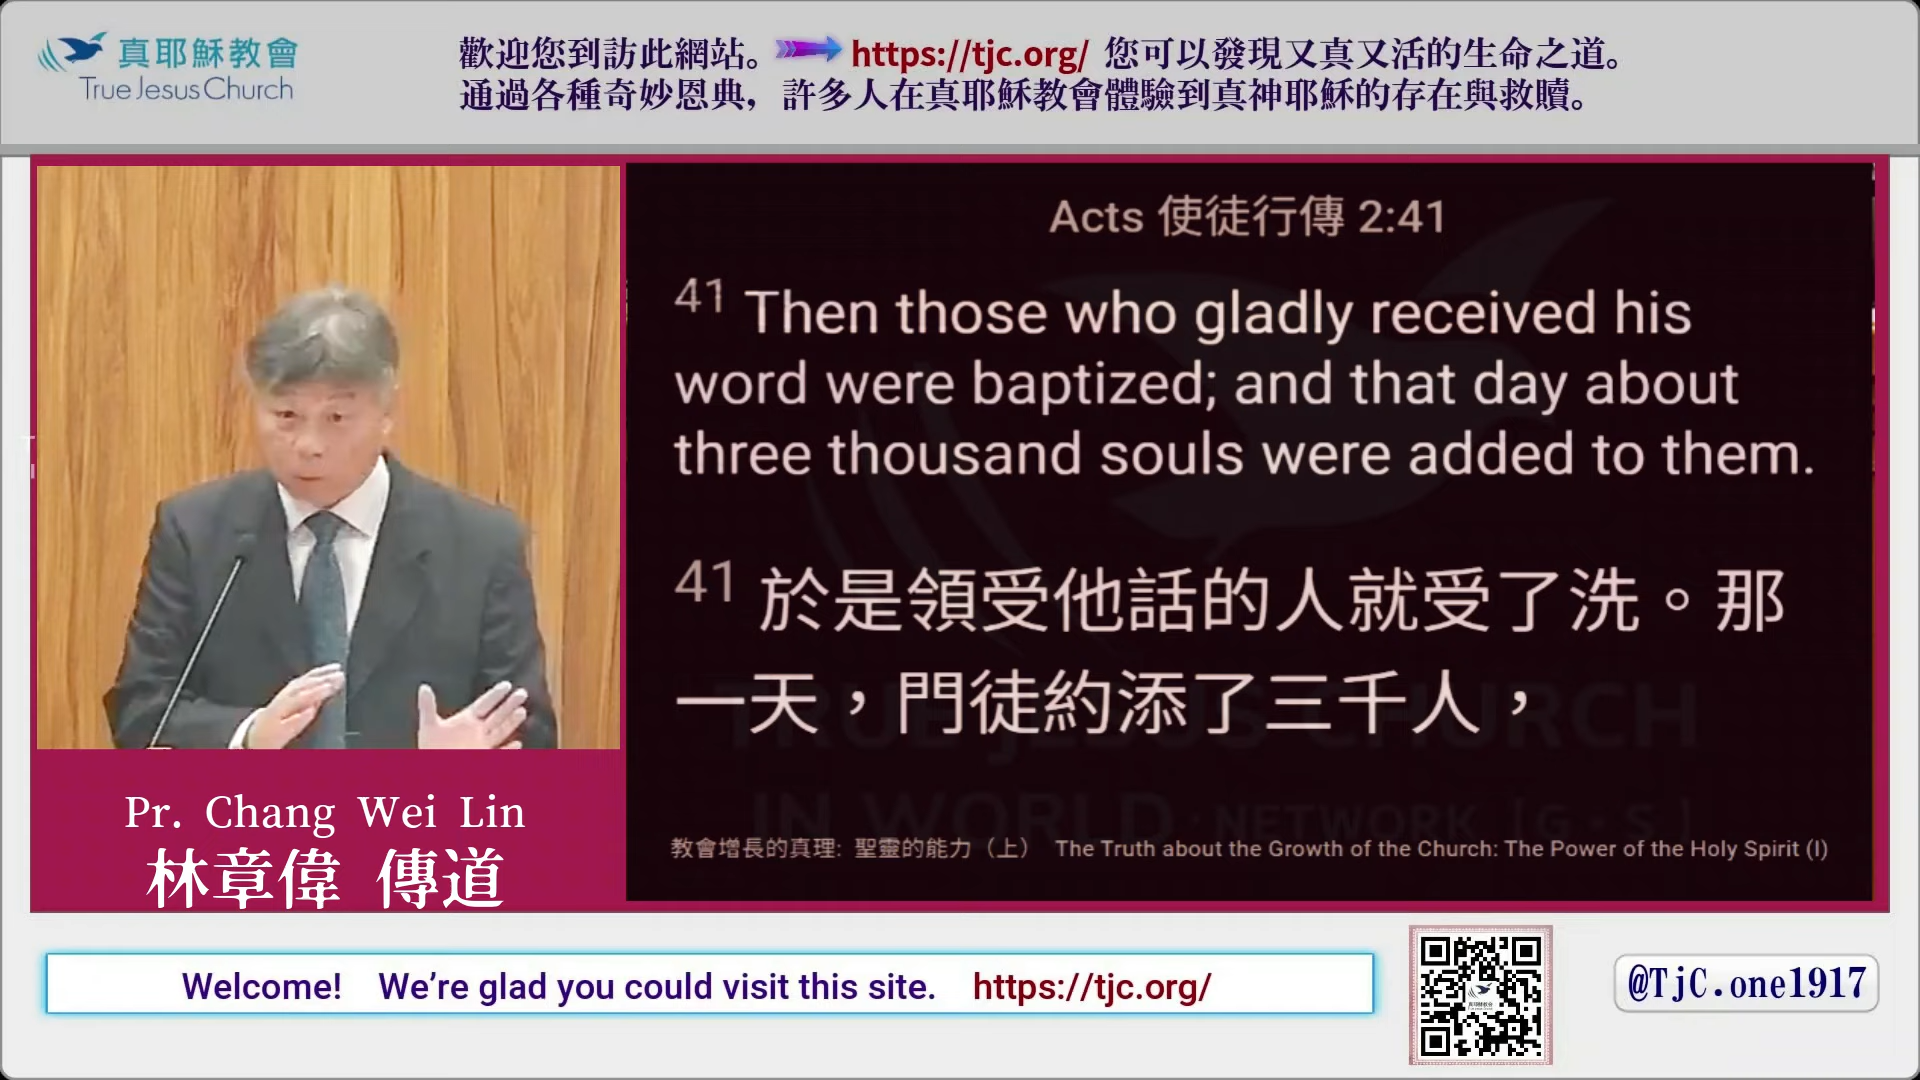 真耶穌教會
True Jesus Church
歡迎您到訪此網站。 https://tjc.org/ 您可以發現又真又活的生命之道。
通過各種奇妙恩典，許多人在真耶穌教會體驗到真神耶穌的存在與救贖。
Acts 使徒行傳 2:41
41 Then those who gladly received his
word were baptized; and that day about
three thousand souls were added to them.
41 於是領受他話的人就受了洗。那
一天，門徒約添了三千人，
TRUE JESUS CHURCH
IN WORLD · NETWORK [G · S]
教會增長的真理: 聖靈的能力（上） The Truth about the Growth of the Church: The Power of the Holy Spirit (I)
Pr. Chang Wei Lin
林章偉 傳道
Welcome! We’re glad you could visit this site. https://tjc.org/
@TjC.one1917